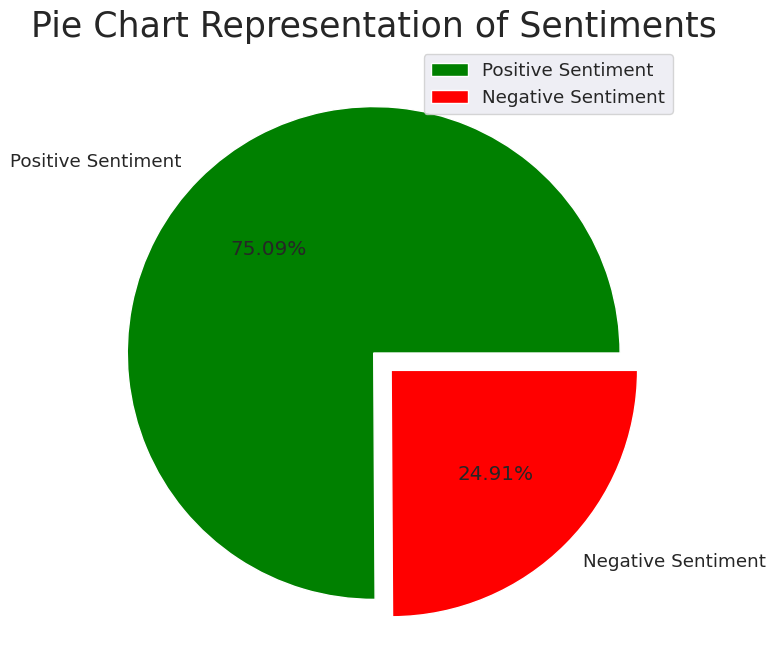 Pie Chart Representation of Sentiments
Positive Sentiment
Negative Sentiment
Positive Sentiment
75.09%
24.91%
Negative Sentiment